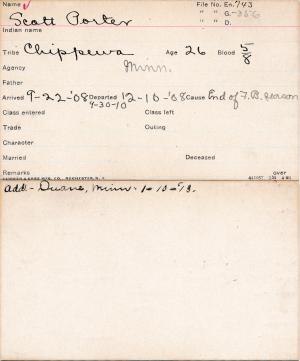 Name Scott Porter File No. En. 743
" " G. -356
Indian name " " D.
Tribe Chippewa Age 26 Blood 5/8
Agency Minn.
Father
Arrived 9-22-'08 Departed 12-10-'08 Cause End of F.B. season
4-30-10
Class entered Class left
Trade Outing
Character
Married Deceased
Remarks over
Add- Duane, Minn. 1-10-'13.